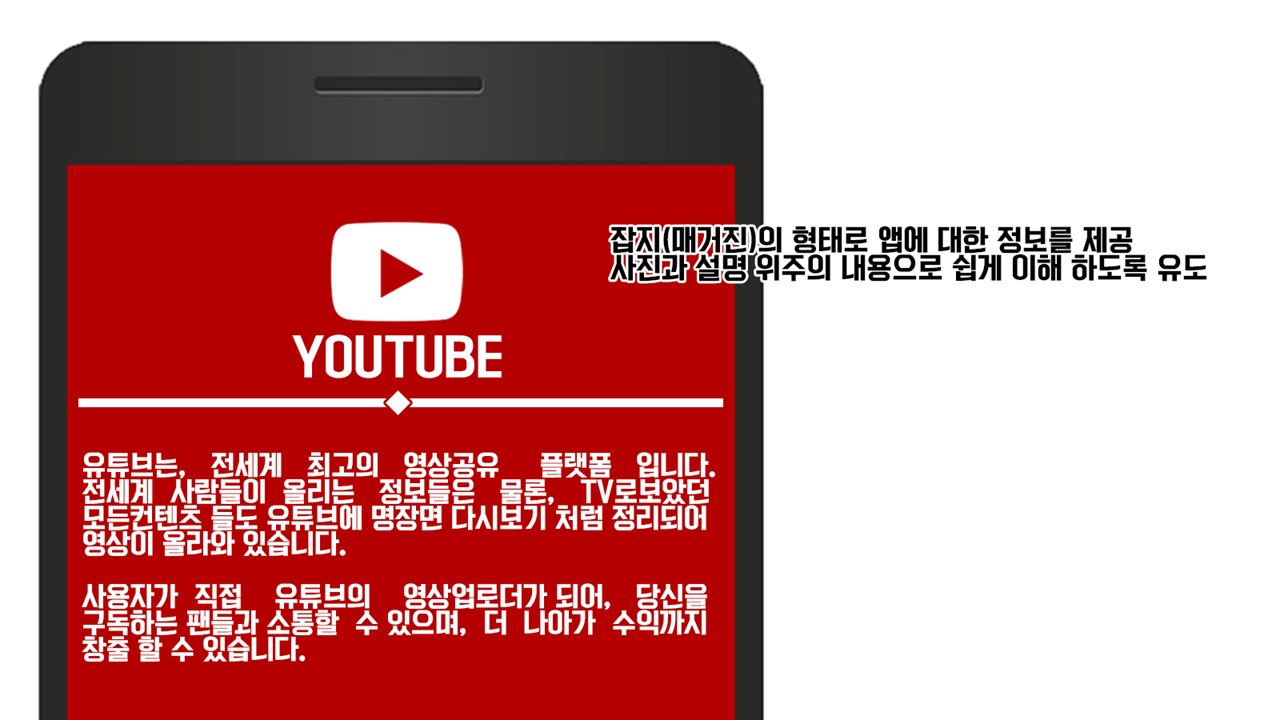 잡지(매거진)의 형태로 앱에 대한 정보를 제공
사진과 설명 위주의 내용으로 쉽게 이해 하도록 유도
YOUTUBE
유튜브는, 전세계 최고의 영상공유 플랫폼 입니다.
전세계 사람들이 올리는 정보들은 물론, TV로보았던
모든컨텐츠 들도 유튜브에 명장면 다시보기 처럼 정리되어
영상이 올라와 있습니다.
사용자가 직접 유튜브의 영상업로더가 되어, 당신을
구독하는 팬들과 소통할 수 있으며, 더 나아가 수익까지
창출 할 수 있습니다.